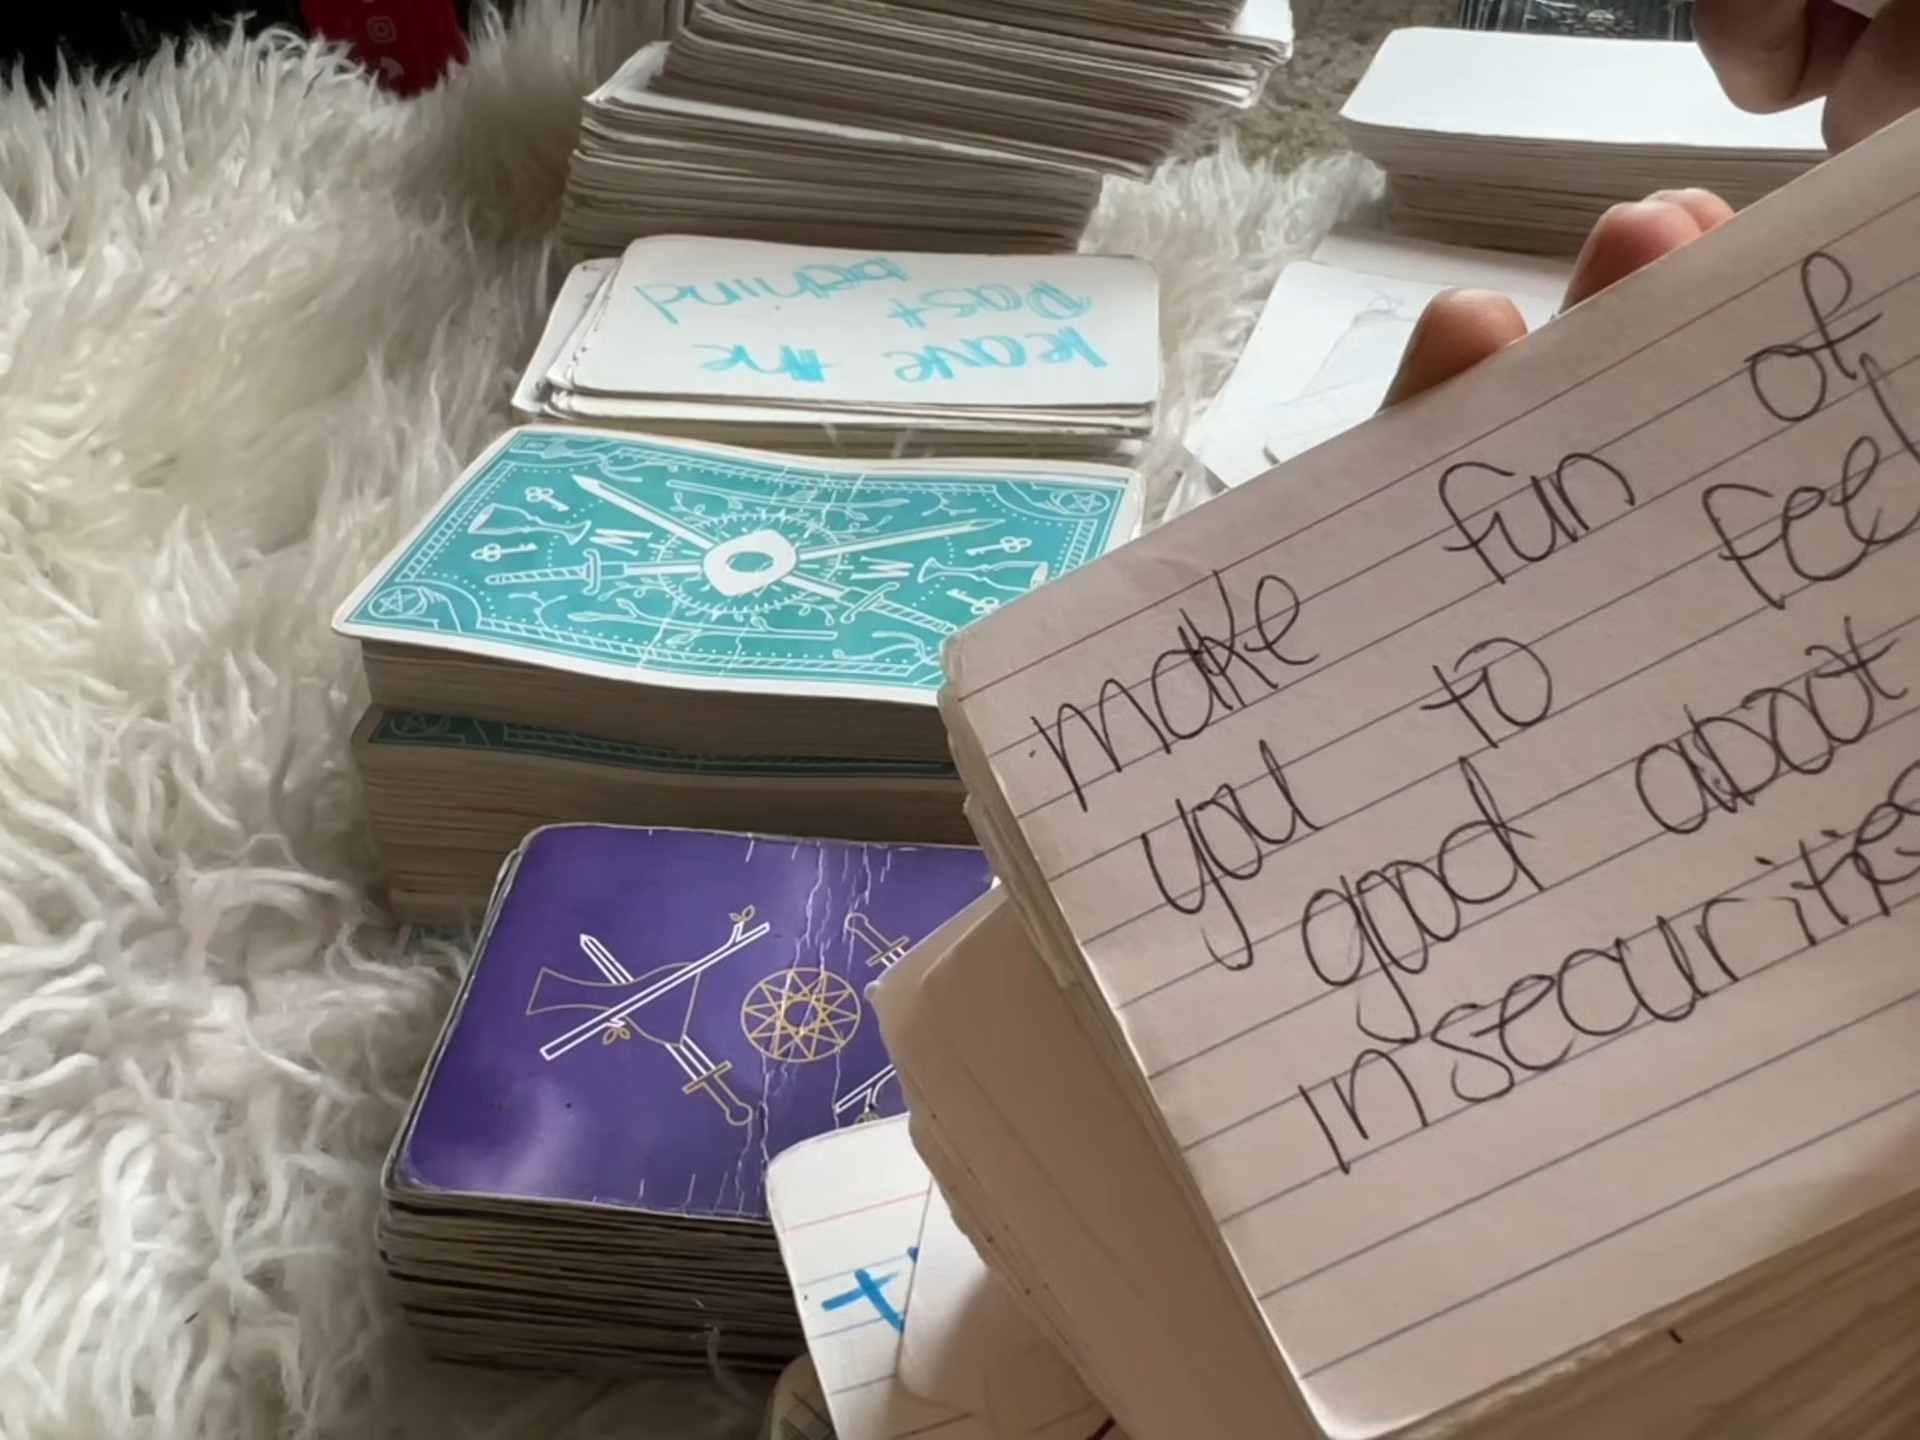 leave the
past
behind
make fun of
you to feel
good about
insecurities
W
W